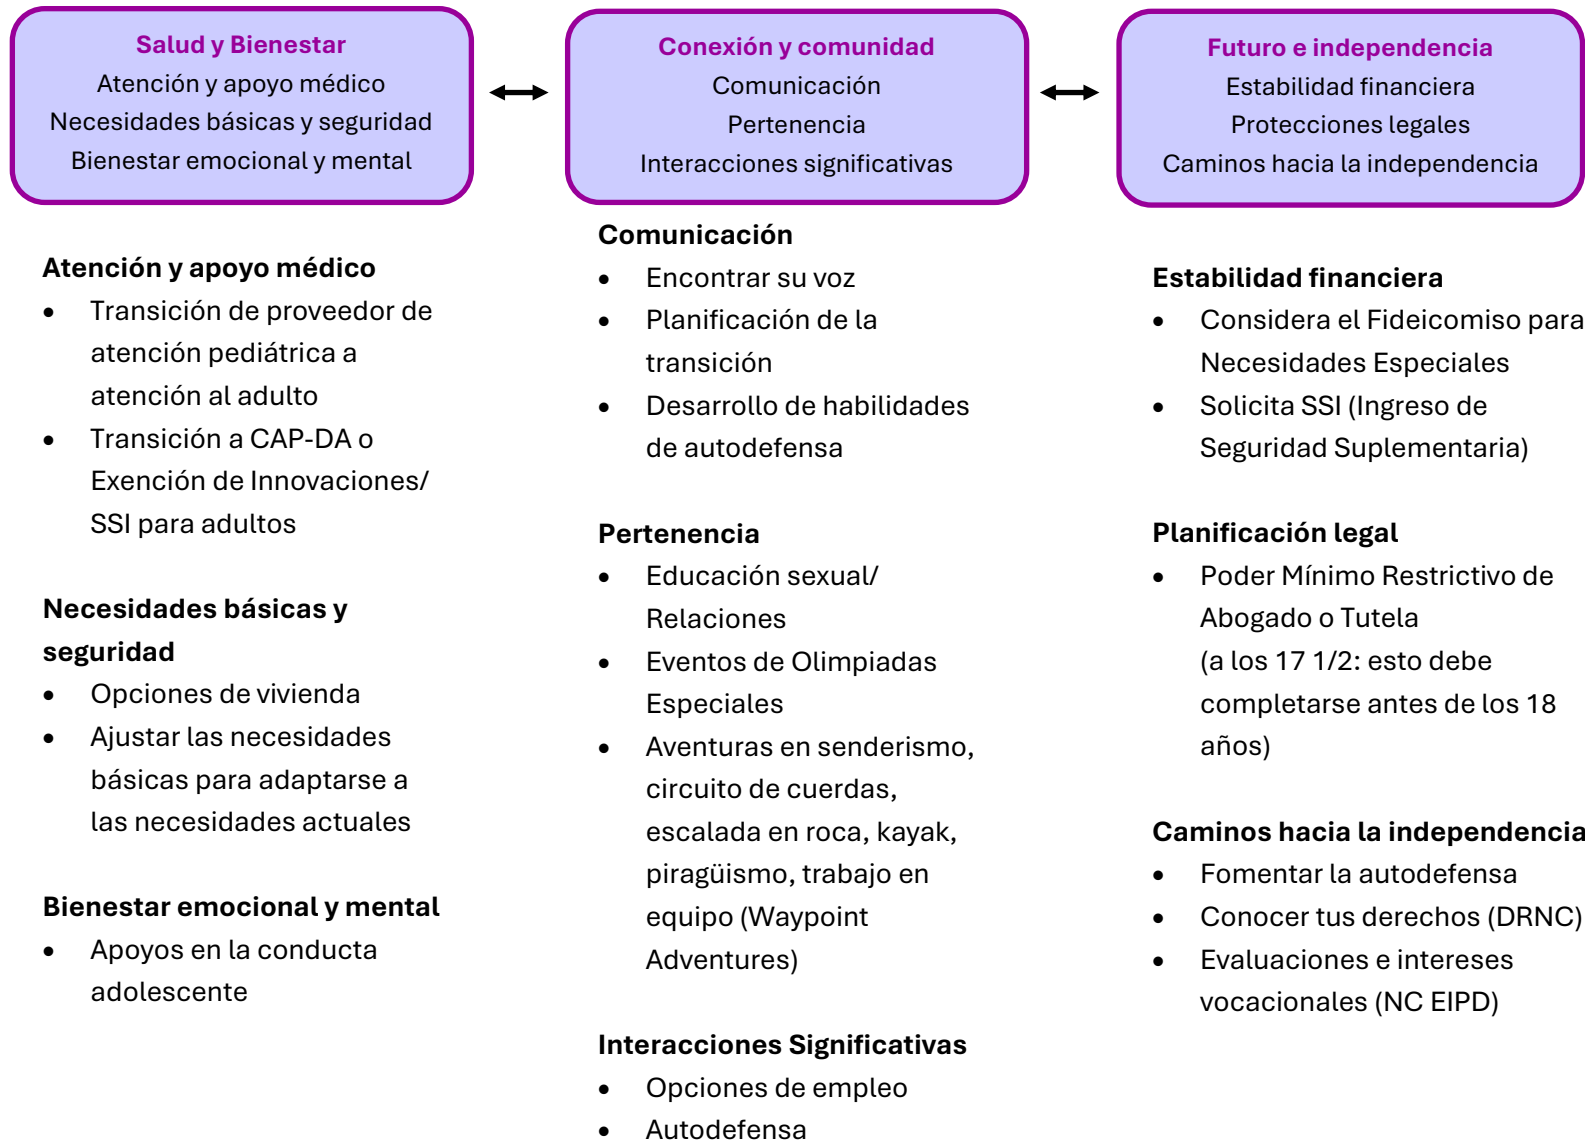 Salud y Bienestar
Atención y apoyo médico
Necesidades básicas y seguridad
Bienestar emocional y mental
Conexión y comunidad
Comunicación
Pertenencia
Interacciones significativas
Futuro e independencia
Estabilidad financiera
Protecciones legales
Caminos hacia la independencia
Atención y apoyo médico
• Transición de proveedor de
atención pediátrica a
atención al adulto
• Transición a CAP-DA o
Exención de Innovaciones/
SSI para adultos
Necesidades básicas y
seguridad
• Opciones de vivienda
• Ajustar las necesidades
básicas para adaptarse a
las necesidades actuales
Bienestar emocional y mental
• Apoyos en la conducta
adolescente
Comunicación
• Encontrar su voz
• Planificación de la
transición
• Desarrollo de habilidades
de autodefensa
Pertenencia
• Educación sexual/
Relaciones
• Eventos de Olimpiadas
Especiales
• Aventuras en senderismo,
circuito de cuerdas,
escalada en roca, kayak,
piragüismo, trabajo en
equipo (Waypoint
Adventures)
Interacciones Significativas
• Opciones de empleo
• Autodefensa
Estabilidad financiera
• Considera el Fideicomiso para
Necesidades Especiales
• Solicita SSI (Ingreso de
Seguridad Suplementaria)
Planificación legal
• Poder Mínimo Restrictivo de
Abogado o Tutela
(a los 17 1/2: esto debe
completarse antes de los 18
años)
Caminos hacia la independencia
• Fomentar la autodefensa
• Conocer tus derechos (DRNC)
• Evaluaciones e intereses
vocacionales (NC EIPD)